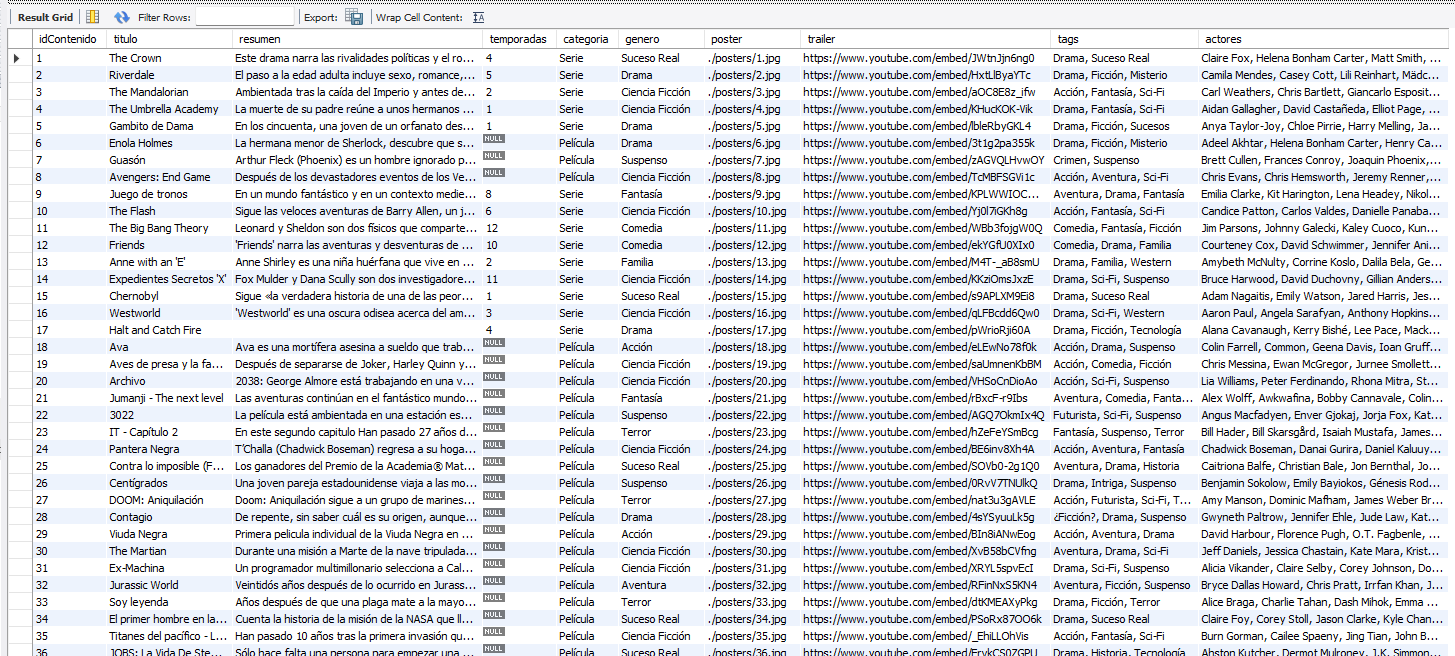 Result Grid Filter Rows: Export: Wrap Cell Content:
idContenido titulo resumen temporadas categoria genero poster trailer tags actores
1 The Crown Este drama narra las rivalidades políticas y el ro... 4 Serie Suceso Real ./posters/1.jpg https://www.youtube.com/embed/JWtnJjn6ng0 Drama, Suceso Real Claire Foy, Helena Bonham Carter, Matt Smith, ...
2 Riverdale El paso a la edad adulta incluye sexo, romance,... 5 Serie Drama ./posters/2.jpg https://www.youtube.com/embed/HxtLlByaYTc Drama, Ficción, Misterio Camila Mendes, Casey Cott, Lili Reinhart, Mädc...
3 The Mandalorian Ambientada tras la caída del Imperio y antes de... 2 Serie Ciencia Ficción ./posters/3.jpg https://www.youtube.com/embed/aOC8E8z_ifw Acción, Fantasía, Sci-Fi Carl Weathers, Chris Bartlett, Giancarlo Esposit...
4 The Umbrella Academy La muerte de su padre reúne a unos hermanos ... 1 Serie Ciencia Ficción ./posters/4.jpg https://www.youtube.com/embed/KHucKOK-Vik Acción, Fantasía, Sci-Fi Aidan Gallagher, David Castañeda, Elliot Page, ...
5 Gambito de Dama En los cincuenta, una joven de un orfanato des... 1 Serie Drama ./posters/5.jpg https://www.youtube.com/embed/lbleRbyGKL4 Drama, Ficción, Sucesos Anya Taylor-Joy, Chloe Pirrie, Harry Melling, Ja...
6 Enola Holmes La hermana menor de Sherlock, descubre que s... NULL Película Drama ./posters/6.jpg https://www.youtube.com/embed/3t1g2pa355k Drama, Ficción, Misterio Adeel Akhtar, Helena Bonham Carter, Henry Ca...
7 Guasón Arthur Fleck (Phoenix) es un hombre ignorado p... NULL Película Suspenso ./posters/7.jpg https://www.youtube.com/embed/zAGVQLHvwOY Crimen, Suspenso Brett Cullen, Frances Conroy, Joaquin Phoenix,...
8 Avengers: End Game Después de los devastadores eventos de los Ve... NULL Película Ciencia Ficción ./posters/8.jpg https://www.youtube.com/embed/TcMBFSGVi1c Acción, Aventura, Sci-Fi Chris Evans, Chris Hemsworth, Jeremy Renner,...
9 Juego de tronos En un mundo fantástico y en un contexto medie... 8 Serie Fantasía ./posters/9.jpg https://www.youtube.com/embed/KPLWWIOC... Aventura, Drama, Fantasía Emilia Clarke, Kit Harington, Lena Headey, Nikol...
10 The Flash Sigue las veloces aventuras de Barry Allen, un j... 6 Serie Ciencia Ficción ./posters/10.jpg https://www.youtube.com/embed/Yj0l7iGKh8g Acción, Fantasía, Sci-Fi Candice Patton, Carlos Valdes, Danielle Panaba...
11 The Big Bang Theory Leonard y Sheldon son dos físicos que comparte... 12 Serie Comedia ./posters/11.jpg https://www.youtube.com/embed/WBb3fojgW0Q Comedia, Fantasía, Ficción Jim Parsons, Johnny Galecki, Kaley Cuoco, Kun...
12 Friends 'Friends' narra las aventuras y desventuras de ... 10 Serie Comedia ./posters/12.jpg https://www.youtube.com/embed/ekYGfU0XIx0 Comedia, Drama, Familia Courteney Cox, David Schwimmer, Jennifer Ani...
13 Anne with an 'E' Anne Shirley es una niña huérfana que vive en ... 2 Serie Familia ./posters/13.jpg https://www.youtube.com/embed/M4T-_aB8smU Drama, Familia, Western Amybeth McNulty, Corrine Koslo, Dalila Bela, Ge...
14 Expedientes Secretos 'X' Fox Mulder y Dana Scully son dos investigadore... 11 Serie Ciencia Ficción ./posters/14.jpg https://www.youtube.com/embed/KKziOmsJxzE Drama, Sci-Fi, Suspenso Bruce Harwood, David Duchovny, Gillian Anders...
15 Chernobyl Sigue «la verdadera historia de una de las peor... 1 Serie Suceso Real ./posters/15.jpg https://www.youtube.com/embed/s9APLXM9Ei8 Drama, Suceso Real Adam Nagaitis, Emily Watson, Jared Harris, Jes...
16 Westworld 'Westworld' es una oscura odisea acerca del am... 3 Serie Ciencia Ficción ./posters/16.jpg https://www.youtube.com/embed/qLFBcdd6Qw0 Drama, Sci-Fi, Western Aaron Paul, Angela Sarafyan, Anthony Hopkins...
17 Halt and Catch Fire 4 Serie Drama ./posters/17.jpg https://www.youtube.com/embed/pWrioRji60A Drama, Ficción, Tecnología Alana Cavanaugh, Kerry Bishé, Lee Pace, Mack...
18 Ava Ava es una mortífera asesina a sueldo que trab... NULL Película Acción ./posters/18.jpg https://www.youtube.com/embed/eLEwNo78f0k Acción, Drama, Suspenso Colin Farrell, Common, Geena Davis, Ioan Gruff...
19 Aves de presa y la fa... Después de separarse de Joker, Harley Quinn y... NULL Película Ciencia Ficción ./posters/19.jpg https://www.youtube.com/embed/saUmnenKbBM Acción, Comedia, Ficción Chris Messina, Ewan McGregor, Jurnee Smollett...
20 Archivo 2038: George Almore está trabajando en una v... NULL Película Ciencia Ficción ./posters/20.jpg https://www.youtube.com/embed/VHSoCnDioAo Acción, Sci-Fi, Suspenso Lia Williams, Peter Ferdinando, Rhona Mitra, St...
21 Jumanji - The next level Las aventuras continúan en el fantástico mundo... NULL Película Fantasía ./posters/21.jpg https://www.youtube.com/embed/rBxcF-r9Ibs Aventura, Comedia, Fanta... Alex Wolff, Awkwafina, Bobby Cannavale, Colin...
22 3022 La película está ambientada en una estación es... NULL Película Suspenso ./posters/22.jpg https://www.youtube.com/embed/AGQ7OkmIx4Q Futurista, Sci-Fi, Suspenso Angus Macfadyen, Enver Gjokaj, Jorja Fox, Kat...
23 IT - Capítulo 2 En este segundo capitulo Han pasado 27 años d... NULL Película Terror ./posters/23.jpg https://www.youtube.com/embed/hZeFeYSmBcg Fantasía, Suspenso, Terror Bill Hader, Bill Skarsgård, Isaiah Mustafa, James...
24 Pantera Negra T'Challa (Chadwick Boseman) regresa a su hoga... NULL Película Ciencia Ficción ./posters/24.jpg https://www.youtube.com/embed/BE6inv8Xh4A Acción, Aventura, Fantasía Chadwick Boseman, Danai Gurira, Daniel Kaluuy...
25 Contra lo imposible (F... Los ganadores del Premio de la Academia® Mat... NULL Película Suceso Real ./posters/25.jpg https://www.youtube.com/embed/SOVb0-2g1Q0 Aventura, Drama, Historia Caitriona Balfe, Christian Bale, Jon Bernthal, Jo...
26 Centígrados Una joven pareja estadounidense viaja a las mo... NULL Película Suspenso ./posters/26.jpg https://www.youtube.com/embed/0RvV7TNUlkQ Drama, Intriga, Suspenso Benjamin Sokolow, Emily Bayiokos, Génesis Rod...
27 DOOM: Aniquilación Doom: Aniquilación sigue a un grupo de marines... NULL Película Terror ./posters/27.jpg https://www.youtube.com/embed/nat3u3gAVLE Acción, Futurista, Sci-Fi, T... Amy Manson, Dominic Mafham, James Weber Br...
28 Contagio De repente, sin saber cuál es su origen, aunque... NULL Película Drama ./posters/28.jpg https://www.youtube.com/embed/4sYSyuuLk5g ¿Ficción?, Drama, Suspenso Gwyneth Paltrow, Jennifer Ehle, Jude Law, Kat...
29 Viuda Negra Primera pelicula individual de la Viuda Negra en ... NULL Película Acción ./posters/29.jpg https://www.youtube.com/embed/BIn8iANwEog Acción, Aventura, Drama David Harbour, Florence Pugh, O.T. Fagbenle, ...
30 The Martian Durante una misión a Marte de la nave tripulada... NULL Película Ciencia Ficción ./posters/30.jpg https://www.youtube.com/embed/XvB58bCVfng Aventura, Drama, Sci-Fi Jeff Daniels, Jessica Chastain, Kate Mara, Krist...
31 Ex-Machina Un programador multimillonario selecciona a Cal... NULL Película Ciencia Ficción ./posters/31.jpg https://www.youtube.com/embed/XRYL5spvEcI Drama, Sci-Fi, Suspenso Alicia Vikander, Claire Selby, Corey Johnson, Do...
32 Jurassic World Veintidós años después de lo ocurrido en Jurass... NULL Película Aventura ./posters/32.jpg https://www.youtube.com/embed/RFinNxS5KN4 Aventura, Ficción, Suspenso Bryce Dallas Howard, Chris Pratt, Irrfan Khan, J...
33 Soy leyenda Años después de que una plaga mate a la mayo... NULL Película Terror ./posters/33.jpg https://www.youtube.com/embed/dtKMEAXyPkg Drama, Ficción, Terror Alice Braga, Charlie Tahan, Dash Mihok, Emma ...
34 El primer hombre en la... Cuenta la historia de la misión de la NASA que ll... NULL Película Suceso Real ./posters/34.jpg https://www.youtube.com/embed/PSoRx87OO6k Drama, Suceso Real Claire Foy, Corey Stoll, Jason Clarke, Kyle Chan...
35 Titanes del pacífico - L... Han pasado 10 años tras la primera invasión qu... NULL Película Ciencia Ficción ./posters/35.jpg https://www.youtube.com/embed/_EhiLLOhVis Acción, Fantasía, Sci-Fi Burn Gorman, Cailee Spaeny, Jing Tian, John B...
36 JOBS: La Vida De Ste... Sólo hace falta una persona para empezar una ... NULL Película Suceso Real ./posters/36.jpg Drama, Historia, Tecnología Ahston Kutcher, Dermot Mulroney, J.K. Simmon...